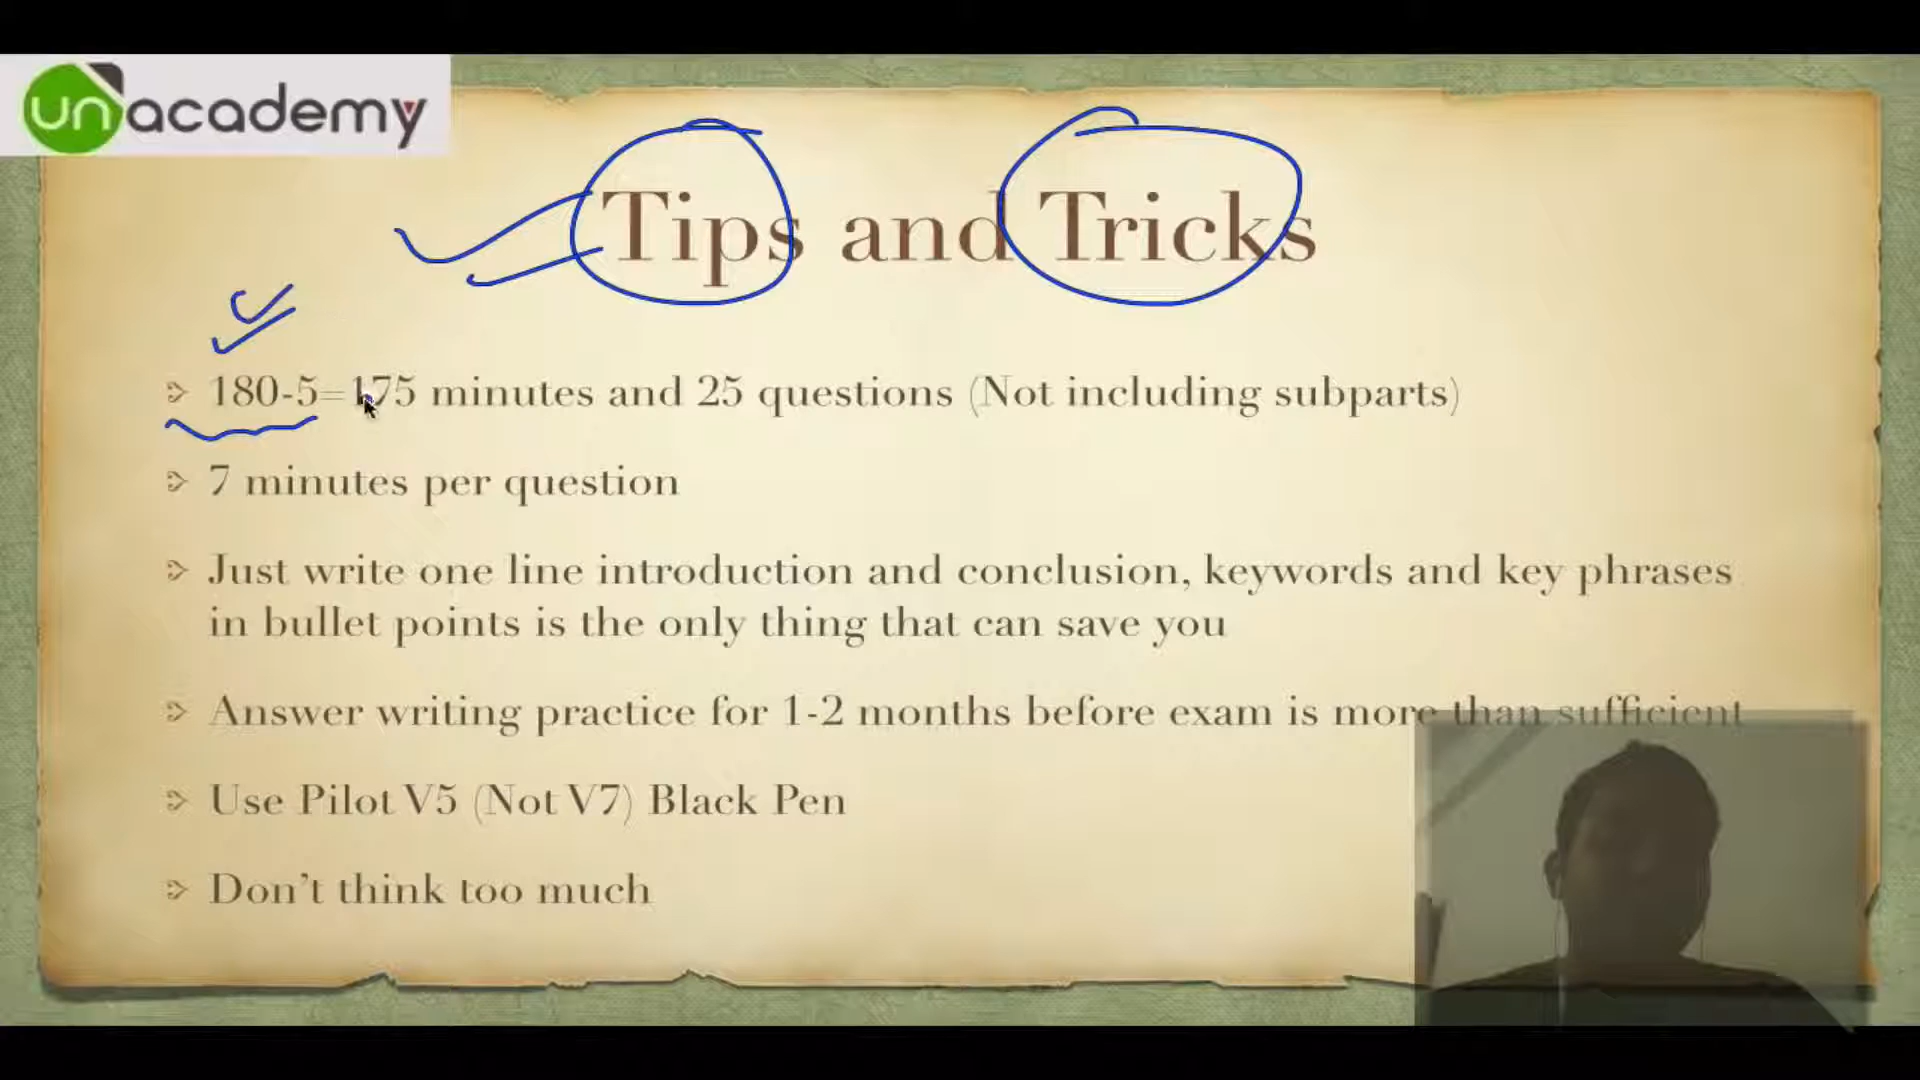 unacademy
Tips and Tricks
180-5=175 minutes and 25 questions (Not including subparts)
7 minutes per question
Just write one line introduction and conclusion, keywords and key phrases
in bullet points is the only thing that can save you
Answer writing practice for 1-2 months before exam is more than sufficient
Use Pilot V5 (Not V7) Black Pen
Don't think too much